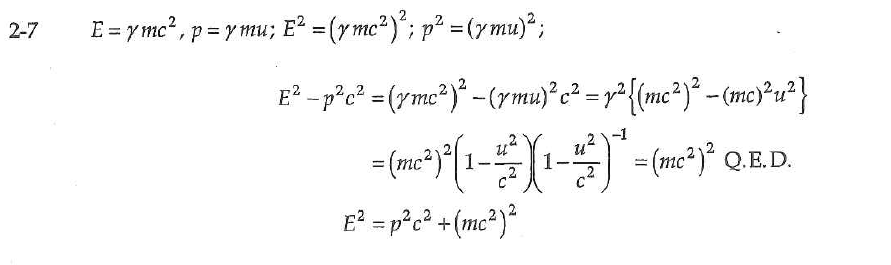 2-7 E = γmc², p = γmu; E² = (γmc²)²; p² = (γmu)²;
E² − p²c² = (γmc²)² − (γmu)²c² = γ²{(mc²)² − (mc)²u²}
= (mc²)²(1 − u²/c²)(1 − u²/c²)⁻¹ = (mc²)² Q.E.D.
E² = p²c² + (mc²)²